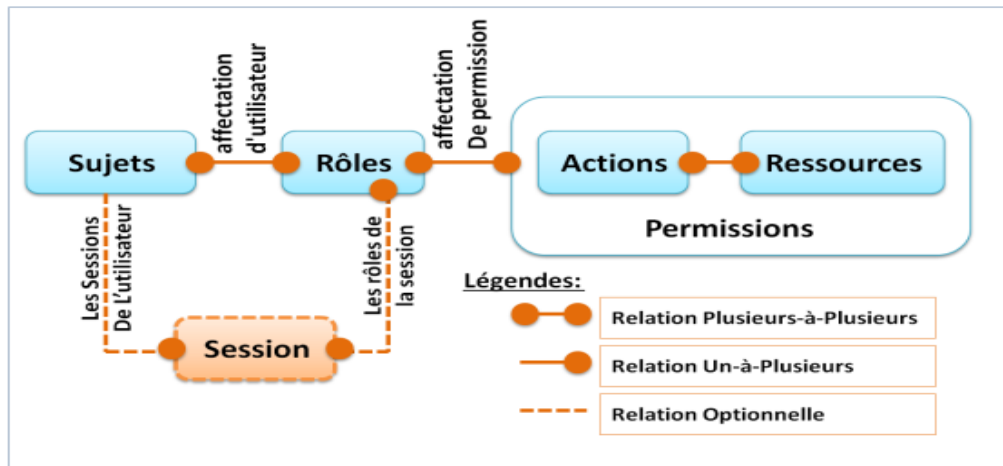 affectation
d'utilisateur
affectation
De permission
Sujets
Rôles
Actions
Ressources
Permissions
Les Sessions
De L'utilisateur
Les rôles de
la session
Session
Légendes:
Relation Plusieurs-à-Plusieurs
Relation Un-à-Plusieurs
Relation Optionnelle